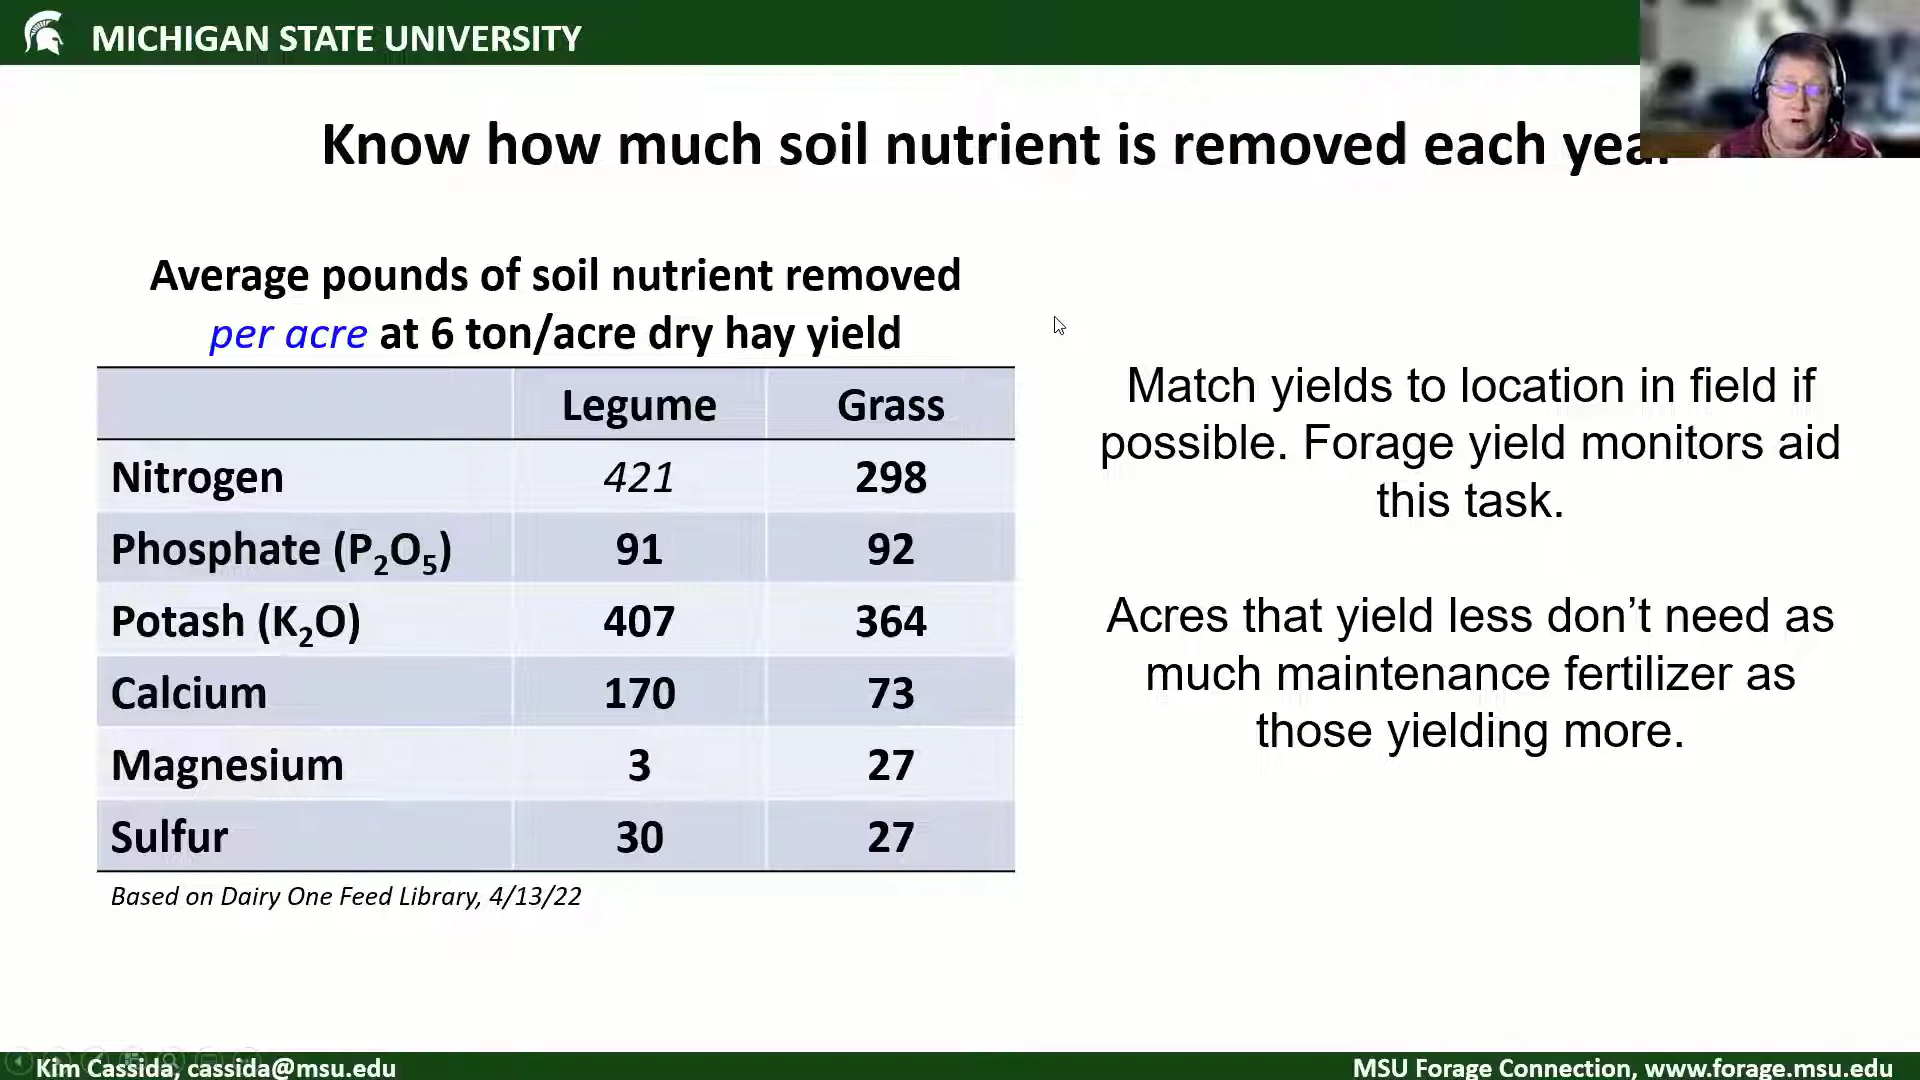 MICHIGAN STATE UNIVERSITY
Know how much soil nutrient is removed each year
Average pounds of soil nutrient removed
per acre at 6 ton/acre dry hay yield
Legume Grass
Nitrogen 421 298
Phosphate (P₂O₅) 91 92
Potash (K₂O) 407 364
Calcium 170 73
Magnesium 3 27
Sulfur 30 27
Based on Dairy One Feed Library, 4/13/22
Match yields to location in field if
possible. Forage yield monitors aid
this task.
Acres that yield less don’t need as
much maintenance fertilizer as
those yielding more.
Kim Cassida, cassida@msu.edu
MSU Forage Connection, www.forage.msu.edu